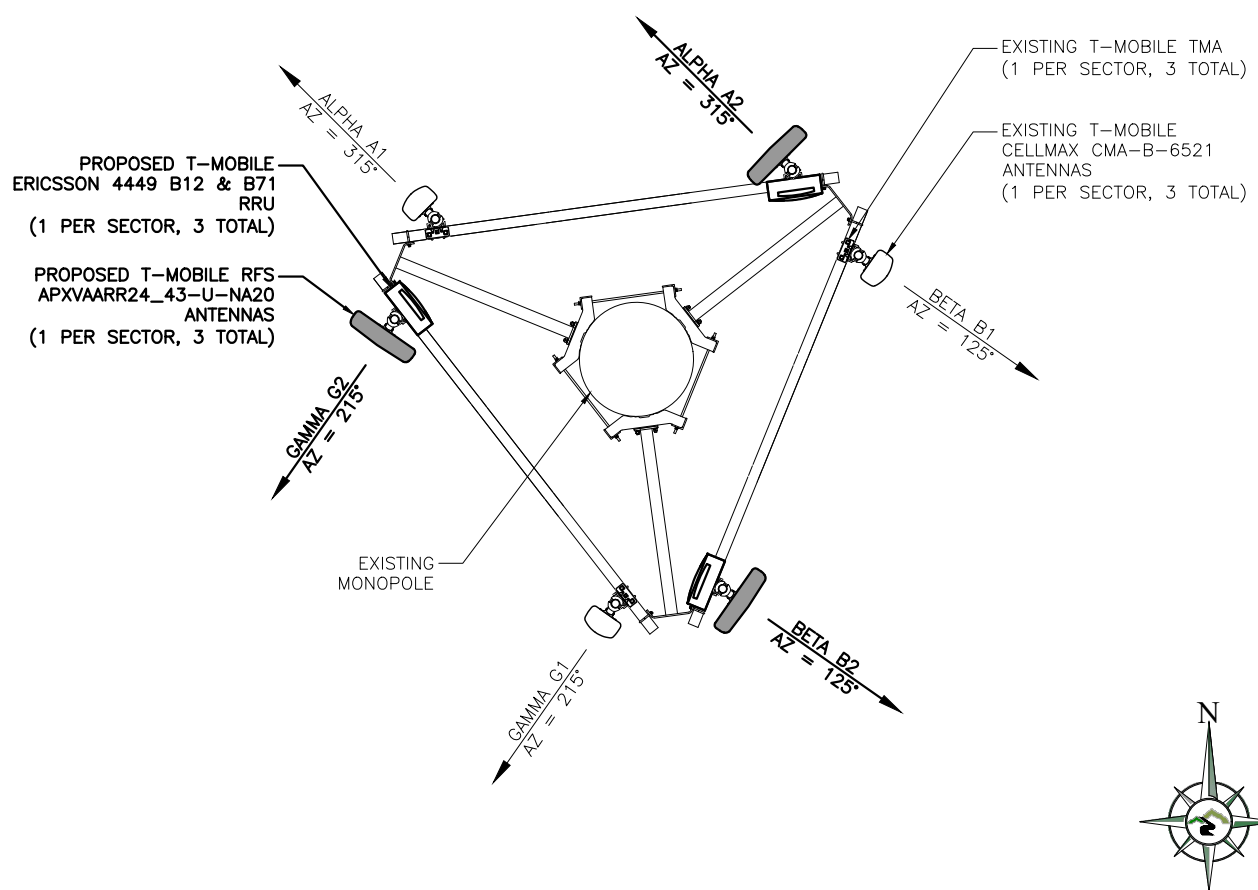 ALPHA A2
AZ = 315°
EXISTING T-MOBILE TMA
(1 PER SECTOR, 3 TOTAL)
ALPHA A1
AZ = 315°
EXISTING T-MOBILE
CELLMAX CMA-B-6521
ANTENNAS
(1 PER SECTOR, 3 TOTAL)
PROPOSED T-MOBILE
ERICSSON 4449 B12 & B71
RRU
(1 PER SECTOR, 3 TOTAL)
PROPOSED T-MOBILE RFS
APXVAARR24_43-U-NA20
ANTENNAS
(1 PER SECTOR, 3 TOTAL)
BETA B1
AZ = 125°
GAMMA G2
AZ = 215°
EXISTING
MONOPOLE
BETA B2
AZ = 125°
GAMMA G1
AZ = 215°
N